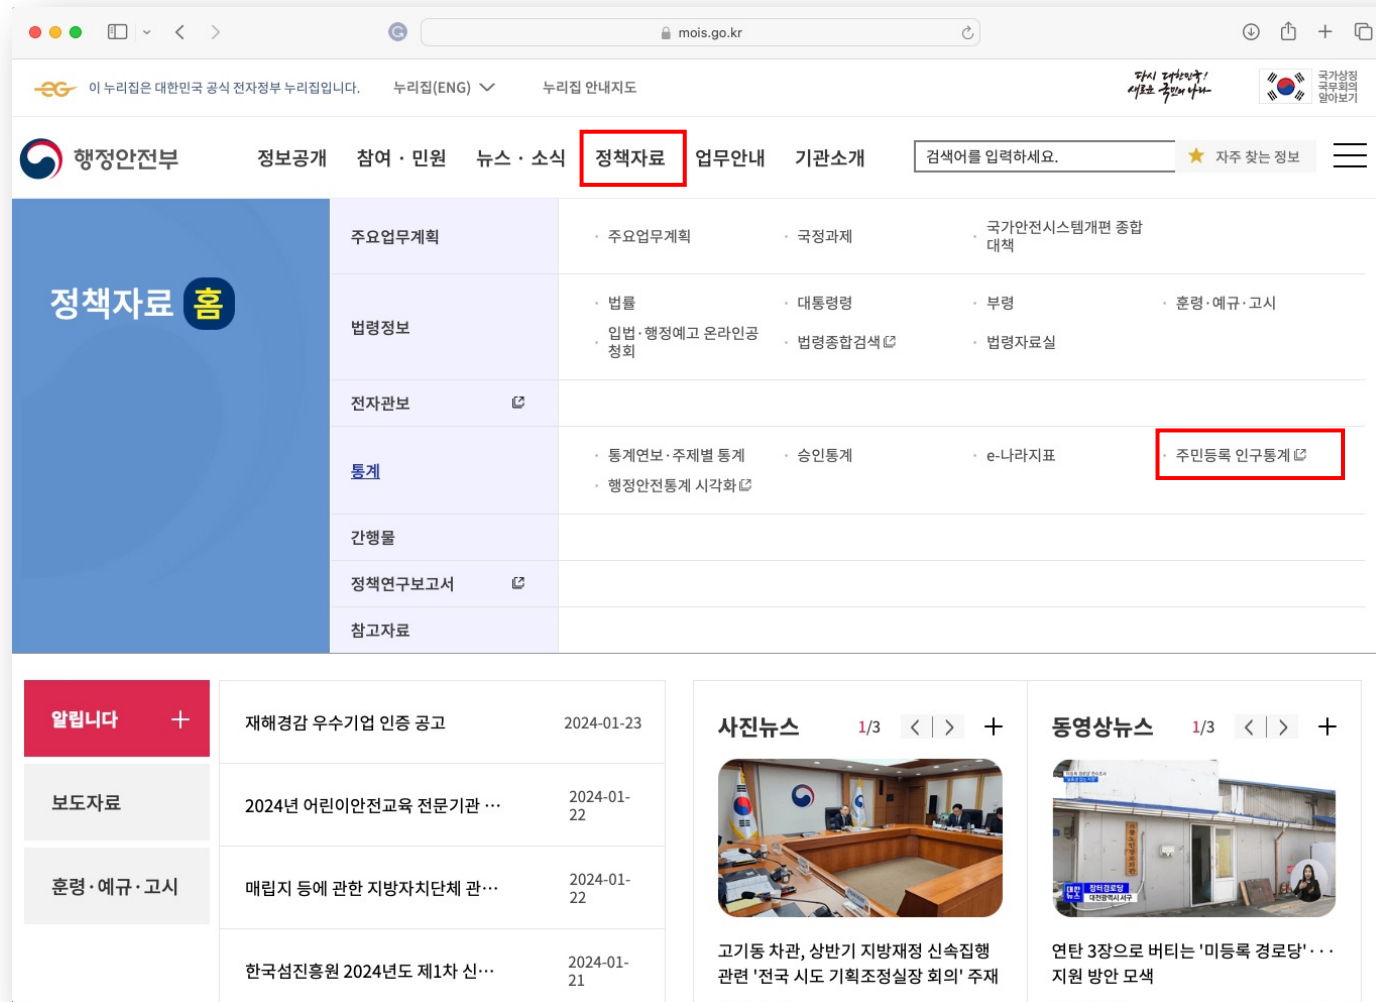 mois.go.kr
이 누리집은 대한민국 공식 전자정부 누리집입니다.
누리집(ENG)
누리집 안내지도
다시 대한민국!
새로운 국민의 나라
국가상징
국무회의
알아보기
행정안전부
정보공개
참여 · 민원
뉴스 · 소식
정책자료
업무안내
기관소개
검색어를 입력하세요.
자주 찾는 정보
정책자료 홈
주요업무계획
· 주요업무계획
· 국정과제
· 국가안전시스템개편 종합
대책
법령정보
· 법률
· 대통령령
· 부령
· 훈령·예규·고시
· 입법·행정예고 온라인공
청회
· 법령종합검색
· 법령자료실
전자관보
통계
· 통계연보·주제별 통계
· 승인통계
· e-나라지표
· 주민등록 인구통계
· 행정안전통계 시각화
간행물
정책연구보고서
참고자료
알립니다
보도자료
훈령·예규·고시
재해경감 우수기업 인증 공고
2024-01-23
2024년 어린이안전교육 전문기관 ···
2024-01-
22
매립지 등에 관한 지방자치단체 관···
2024-01-
22
한국섬진흥원 2024년도 제1차 신···
2024-01-
21
사진뉴스
1/3
고기동 차관, 상반기 지방재정 신속집행
관련 '전국 시도 기획조정실장 회의' 주재
동영상뉴스
1/3
장터경로당
대전광역시 서구
연탄 3장으로 버티는 '미등록 경로당'···
지원 방안 모색